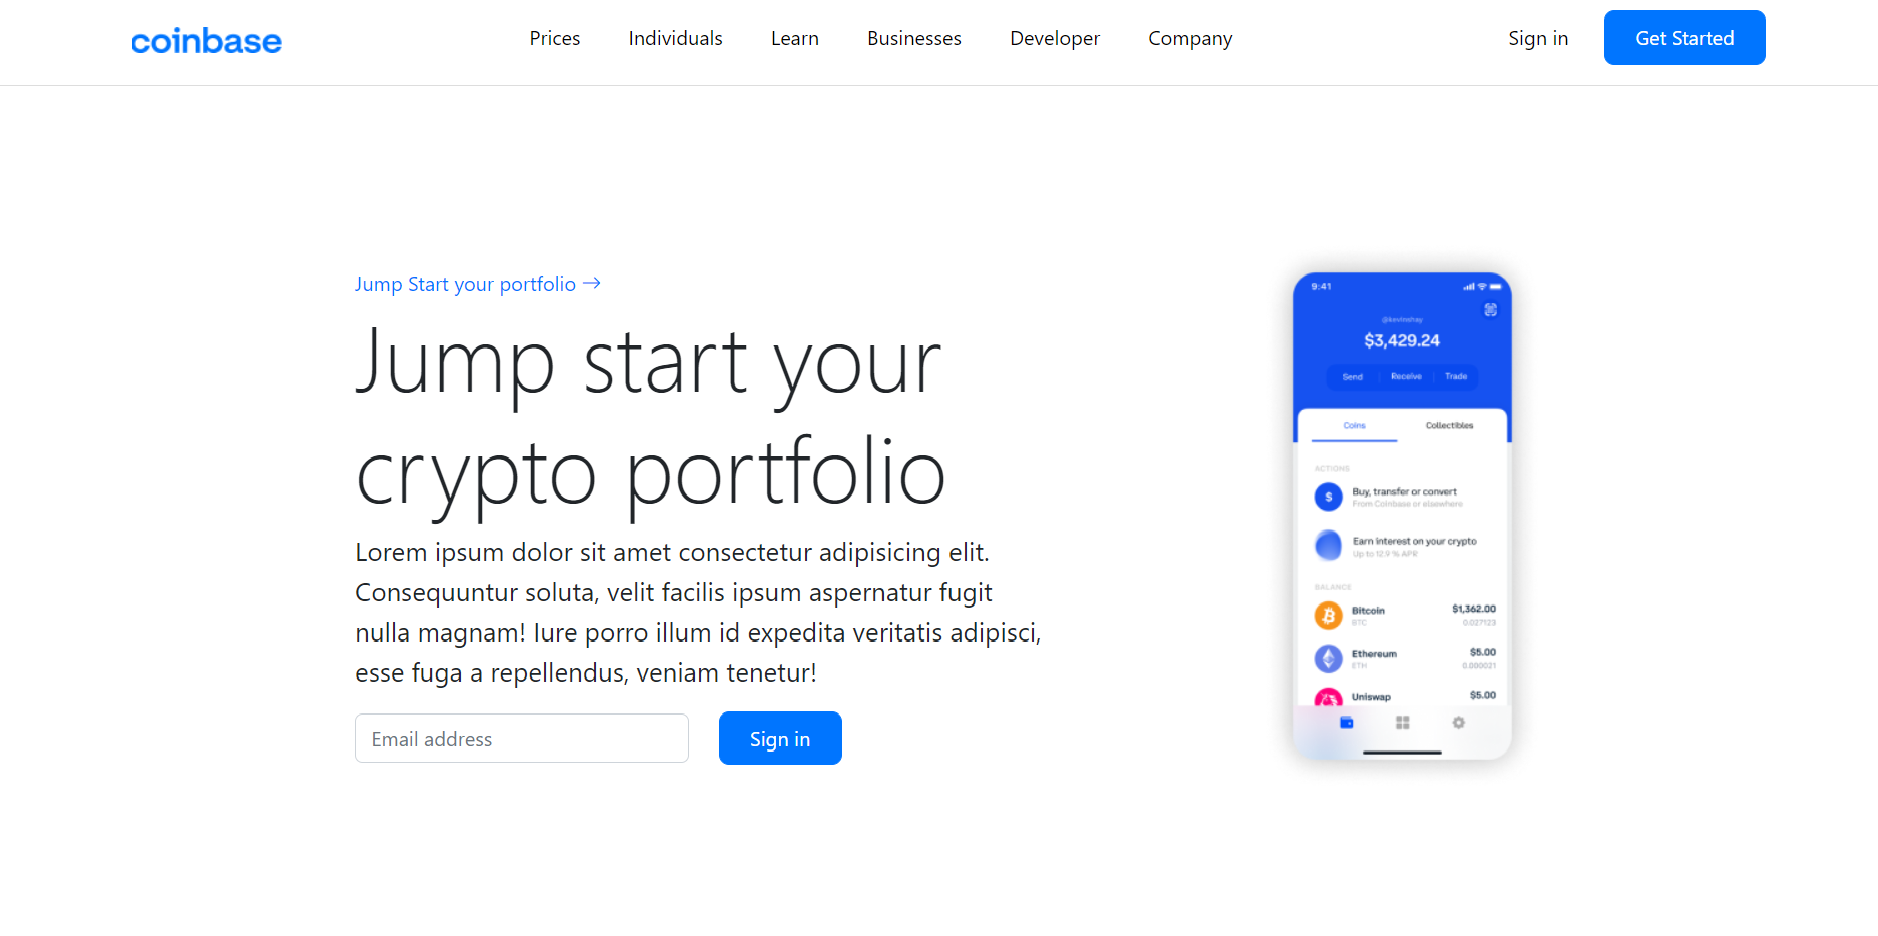 coinbase
Prices Individuals Learn Businesses Developer Company
Sign in Get Started
Jump Start your portfolio →
Jump start your
crypto portfolio
Lorem ipsum dolor sit amet consectetur adipisicing elit.
Consequuntur soluta, velit facilis ipsum aspernatur fugit
nulla magnam! Iure porro illum id expedita veritatis adipisci,
esse fuga a repellendus, veniam tenetur!
Email address Sign in
9:41
@kevinshay
$3,429.24
Send Receive Trade
Coins Collectibles
ACTIONS
$
Buy, transfer or convert
From Coinbase or elsewhere
Earn interest on your crypto
Up to 12.9 % APR
BALANCE
Bitcoin $1,362.00
BTC 0.027123
Ethereum $5.00
ETH 0.000021
Uniswap $5.00